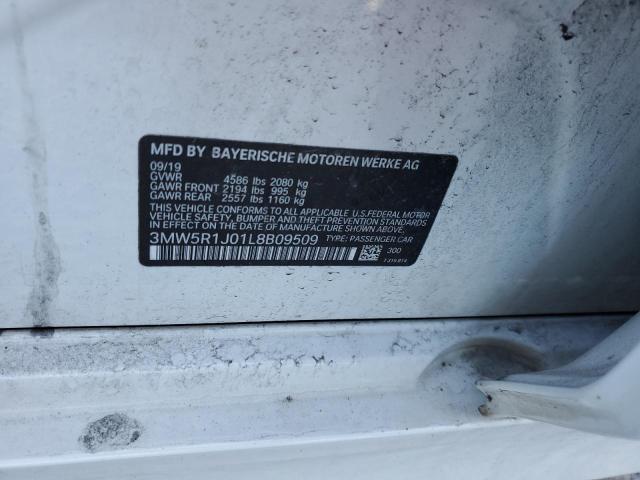 MFD BY BAYERISCHE MOTOREN WERKE AG
09/19
GVWR 4586 lbs 2080 kg
GAWR FRONT 2194 lbs 995 kg
GAWR REAR 2557 lbs 1160 kg
THIS VEHICLE CONFORMS TO ALL APPLICABLE U.S. FEDERAL MOTOR
VEHICLE SAFETY, BUMPER, AND THEFT PREVENTION STANDARDS
IN EFFECT ON THE DATE OF MANUFACTURE SHOWN ABOVE.
3MW5R1J01L8B09509 TYPE: PASSENGER CAR
300